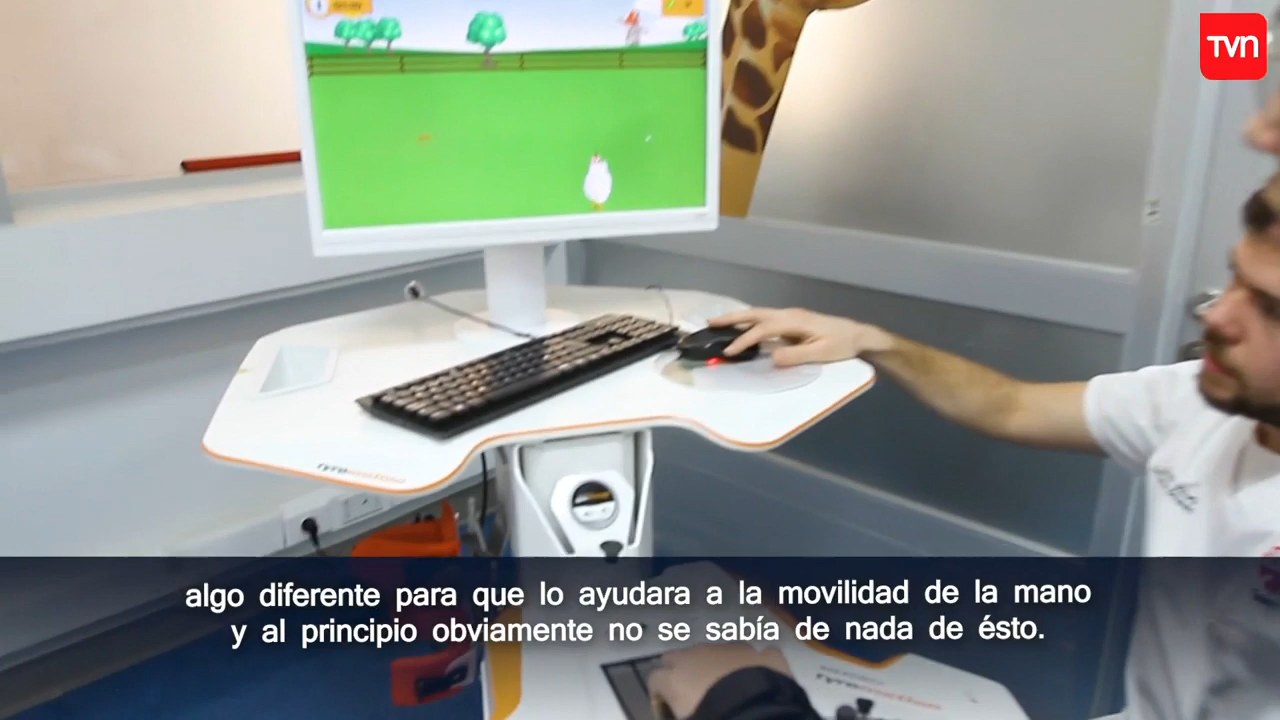 TVN
algo diferente para que lo ayudara a la movilidad de la mano
y al principio obviamente no se sabía de nada de ésto.